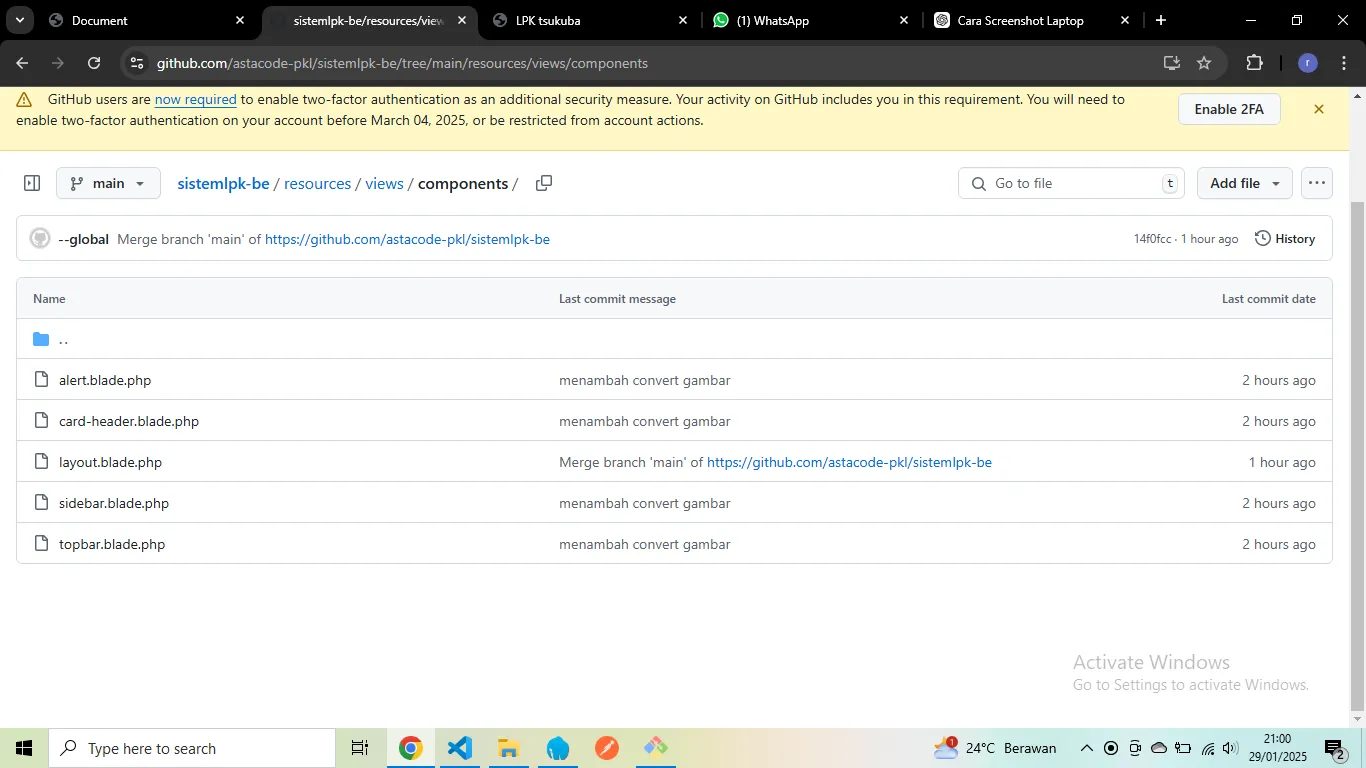 Document
sistemlpk-be/resources/view
LPK tsukuba
(1) WhatsApp
Cara Screenshot Laptop
github.com/astacode-pkl/sistemlpk-be/tree/main/resources/views/components
r
GitHub users are now required to enable two-factor authentication as an additional security measure. Your activity on GitHub includes you in this requirement. You will need to
enable two-factor authentication on your account before March 04, 2025, or be restricted from account actions.
Enable 2FA
main
sistemlpk-be / resources / views / components /
Go to file
t
Add file
--global Merge branch 'main' of https://github.com/astacode-pkl/sistemlpk-be
14f0fcc · 1 hour ago
History
Name Last commit message Last commit date
..
alert.blade.php menambah convert gambar 2 hours ago
card-header.blade.php menambah convert gambar 2 hours ago
layout.blade.php Merge branch 'main' of https://github.com/astacode-pkl/sistemlpk-be 1 hour ago
sidebar.blade.php menambah convert gambar 2 hours ago
topbar.blade.php menambah convert gambar 2 hours ago
Activate Windows
Go to Settings to activate Windows.
Type here to search
1
24°C Berawan
21:00
29/01/2025
2